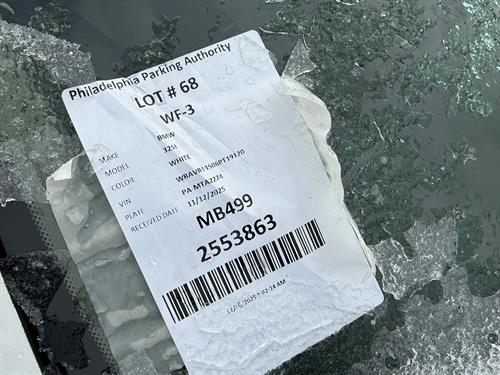 Philadelphia Parking Authority
LOT # 68
WF-3
MAKE BMW
MODEL 325I
COLOR WHITE
VIN
PLATE PA-MTA2274
RECEIVED DATE 11/12/2025
MB499
2553863